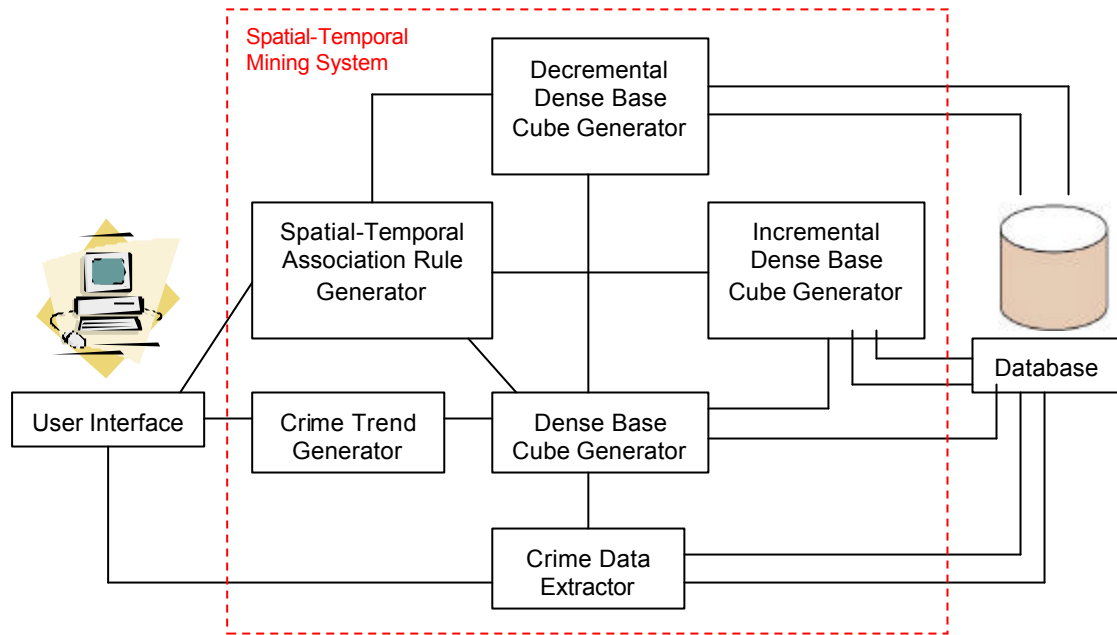 Spatial-Temporal
Mining System
Decremental
Dense Base
Cube Generator
Spatial-Temporal
Association Rule
Generator
Incremental
Dense Base
Cube Generator
Database
User Interface
Crime Trend
Generator
Dense Base
Cube Generator
Crime Data
Extractor